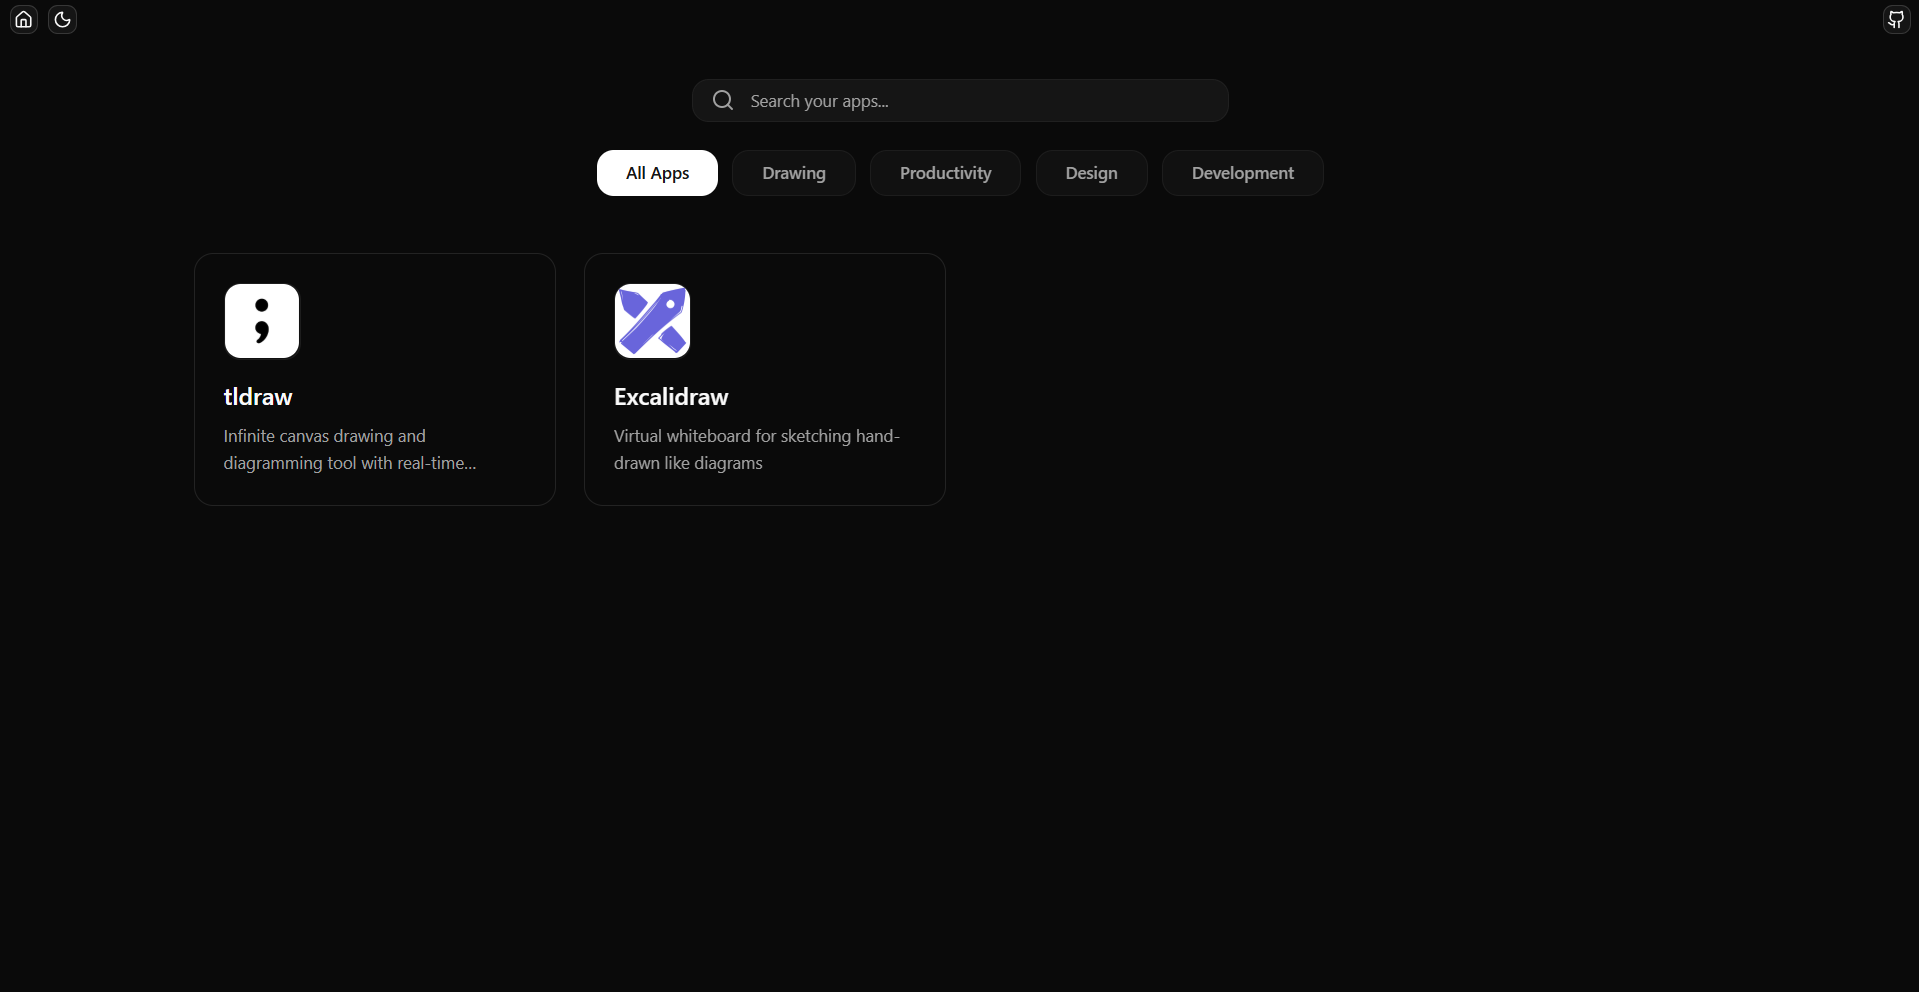 Search your apps...
All Apps
Drawing
Productivity
Design
Development
tldraw
Infinite canvas drawing and
diagramming tool with real-time...
Excalidraw
Virtual whiteboard for sketching hand-
drawn like diagrams